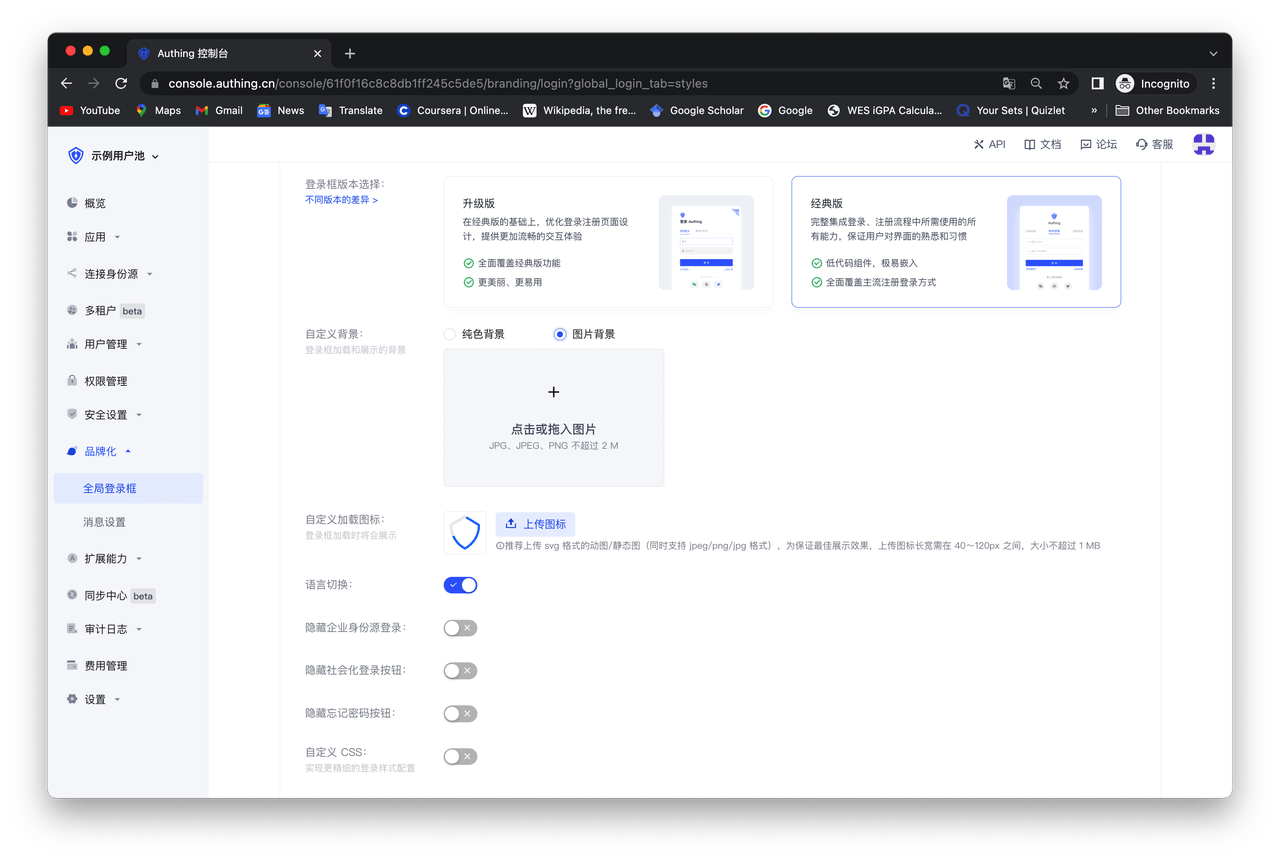 Authing 控制台
console.authing.cn/console/61f0f16c8c8db1ff245c5de5/branding/login?global_login_tab=styles
Incognito
YouTube
Maps
Gmail
News
Translate
Coursera | Online...
Wikipedia, the fre...
Google Scholar
Google
WES iGPA Calcula...
Your Sets | Quizlet
»
Other Bookmarks
示例用户池
API
文档
论坛
客服
概览
应用
连接身份源
多租户 beta
用户管理
权限管理
安全设置
品牌化
全局登录框
消息设置
扩展能力
同步中心 beta
审计日志
费用管理
设置
登录框版本选择:
不同版本的差异 >
升级版
在经典版的基础上，优化登录注册页面设
计，提供更加流畅的交互体验
全面覆盖经典版功能
更美丽、更易用
登录 Authing
经典版
完整集成登录、注册流程中所需使用的所
有能力，保证用户对界面的熟悉和习惯
低代码组件，极易嵌入
全面覆盖主流注册登录方式
Authing
自定义背景:
登录框加载和展示的背景
纯色背景
图片背景
点击或拖入图片
JPG、JPEG、PNG 不超过 2 M
自定义加载图标:
登录框加载时将会展示
上传图标
推荐上传 svg 格式的动图/静态图（同时支持 jpeg/png/jpg 格式），为保证最佳展示效果，上传图标长宽需在 40～120px 之间，大小不超过 1 MB
语言切换:
隐藏企业身份源登录:
隐藏社会化登录按钮:
隐藏忘记密码按钮:
自定义 CSS:
实现更精细的登录样式配置